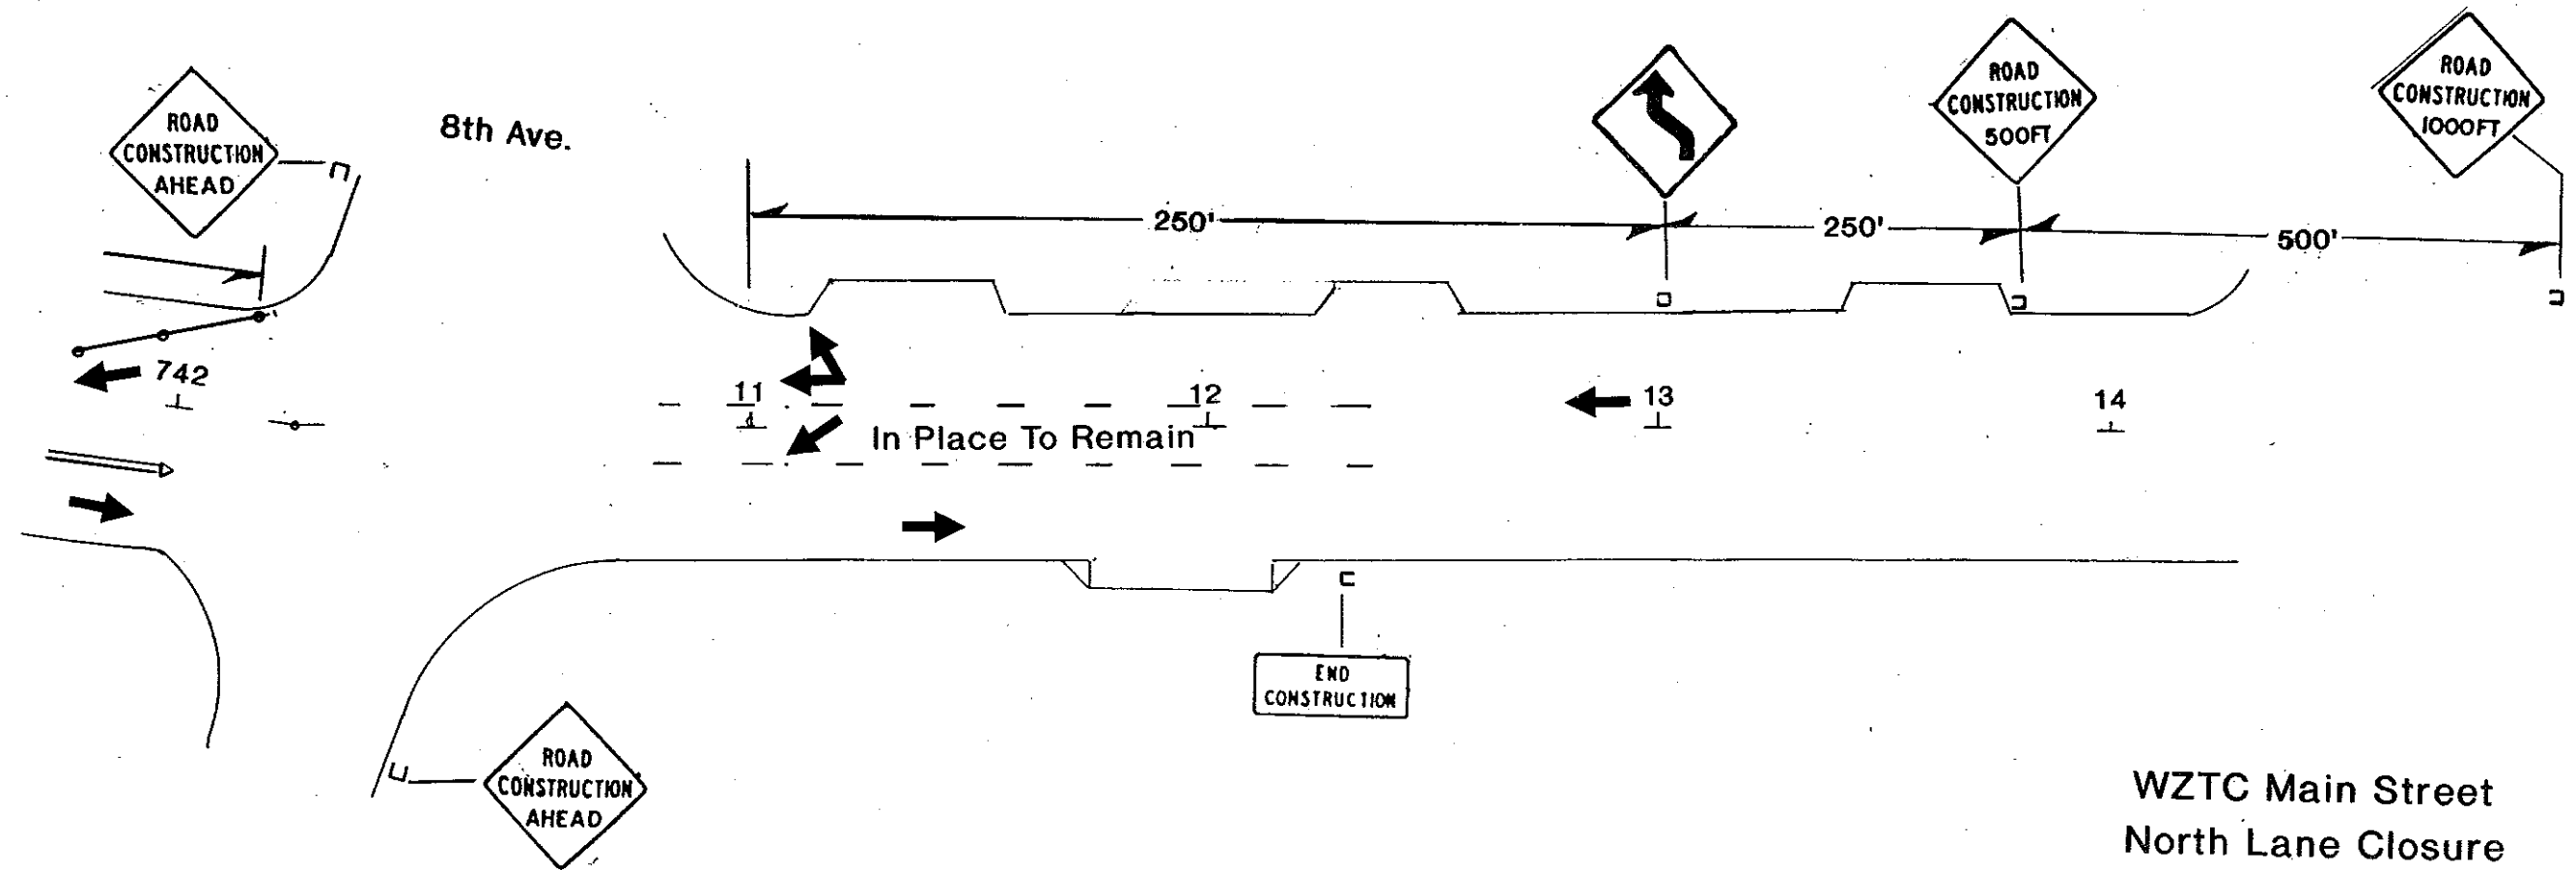 ROAD
CONSTRUCTION
AHEAD
8th Ave.
250'
250'
500'
ROAD
CONSTRUCTION
500FT
ROAD
CONSTRUCTION
1000FT
742
11
12
13
14
In Place To Remain
END
CONSTRUCTION
ROAD
CONSTRUCTION
AHEAD
WZTC Main Street
North Lane Closure